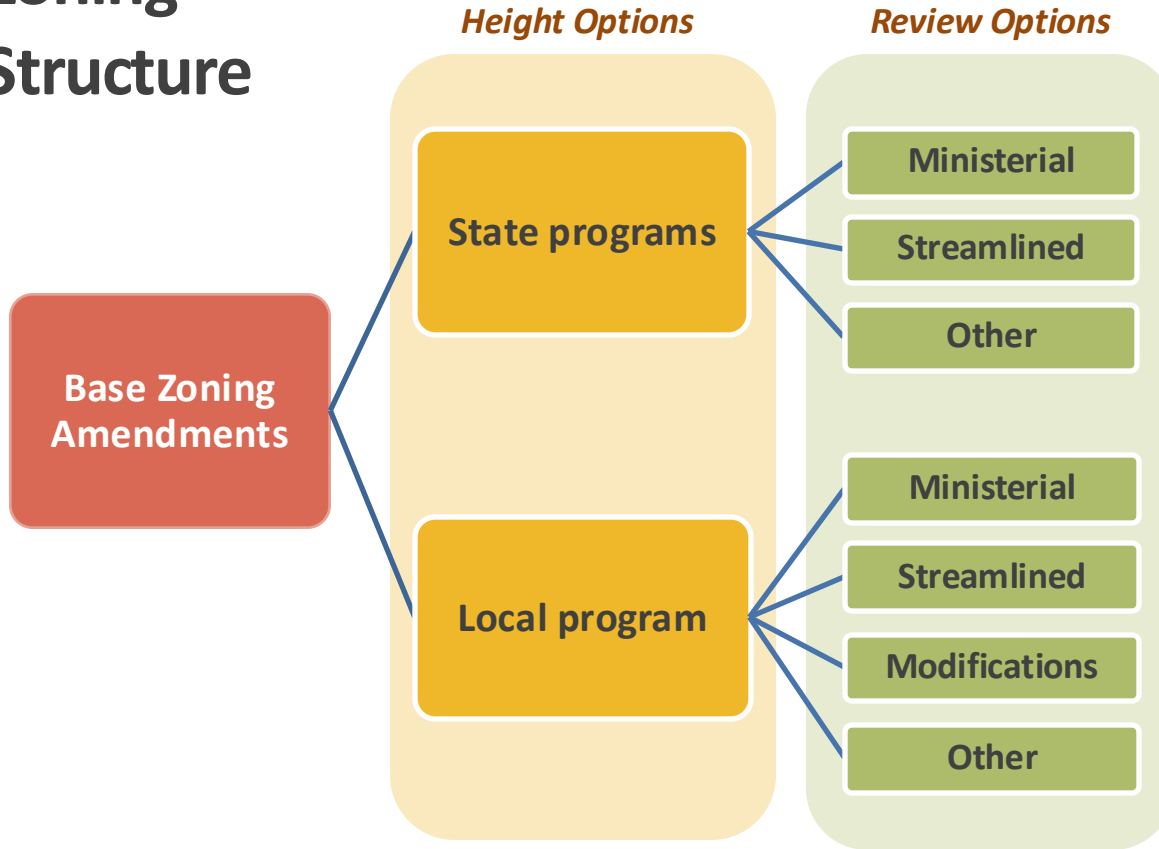 Zoning
Structure
Height Options
Review Options
Base Zoning
Amendments
State programs
Ministerial
Streamlined
Other
Local program
Ministerial
Streamlined
Modifications
Other